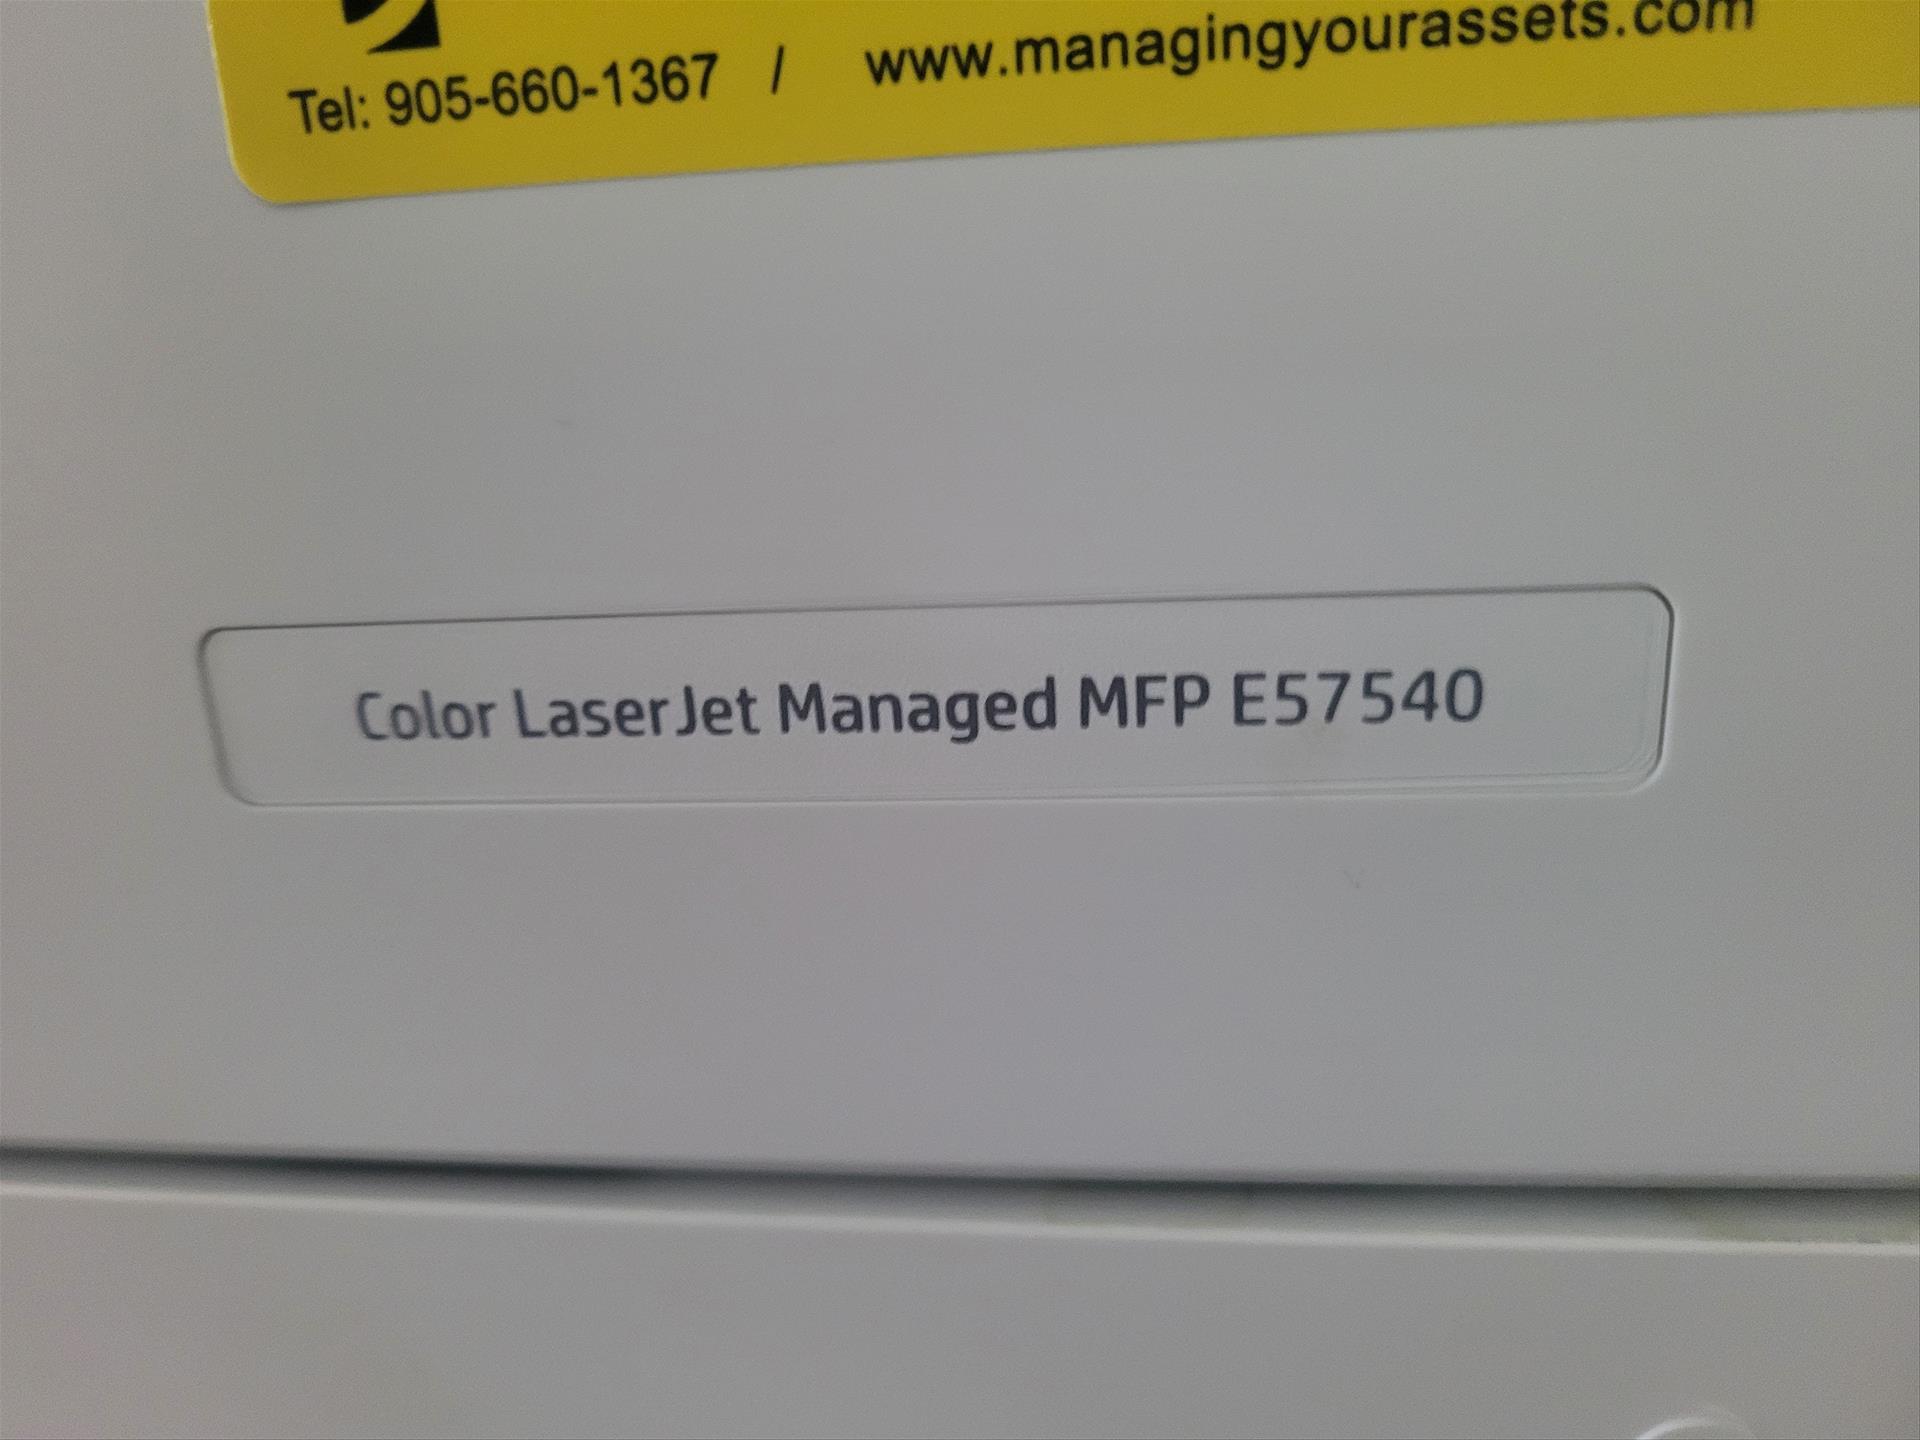 Tel: 905-660-1367 / www.managingyourassets.com
Color LaserJet Managed MFP E57540